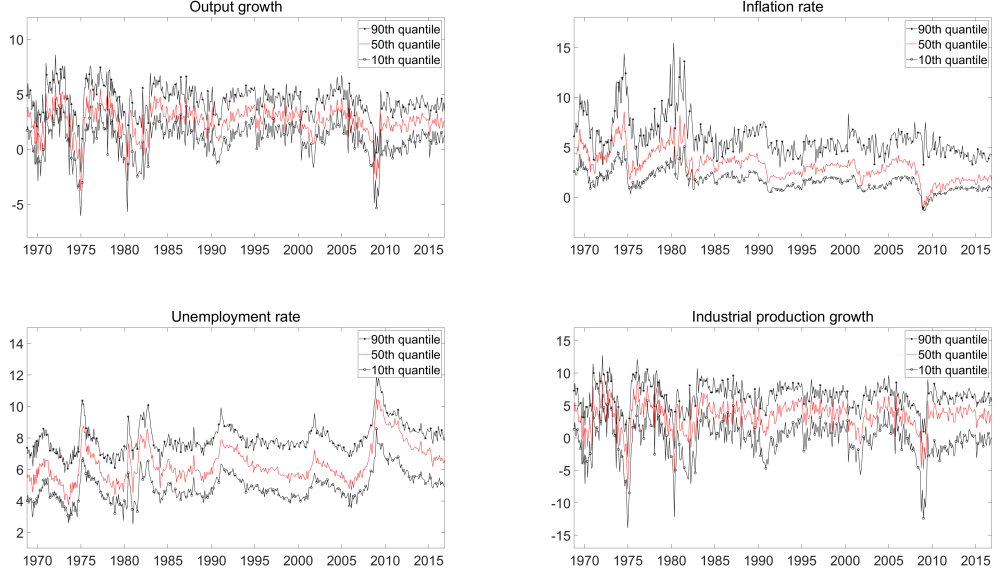 Output growth
10
5
0
-5
90th quantile
50th quantile
10th quantile
1970 1975 1980 1985 1990 1995 2000 2005 2010 2015
Inflation rate
15
10
5
0
90th quantile
50th quantile
10th quantile
1970 1975 1980 1985 1990 1995 2000 2005 2010 2015
Unemployment rate
14
12
10
8
6
4
2
90th quantile
50th quantile
10th quantile
1970 1975 1980 1985 1990 1995 2000 2005 2010 2015
Industrial production growth
15
10
5
0
-5
-10
-15
90th quantile
50th quantile
10th quantile
1970 1975 1980 1985 1990 1995 2000 2005 2010 2015